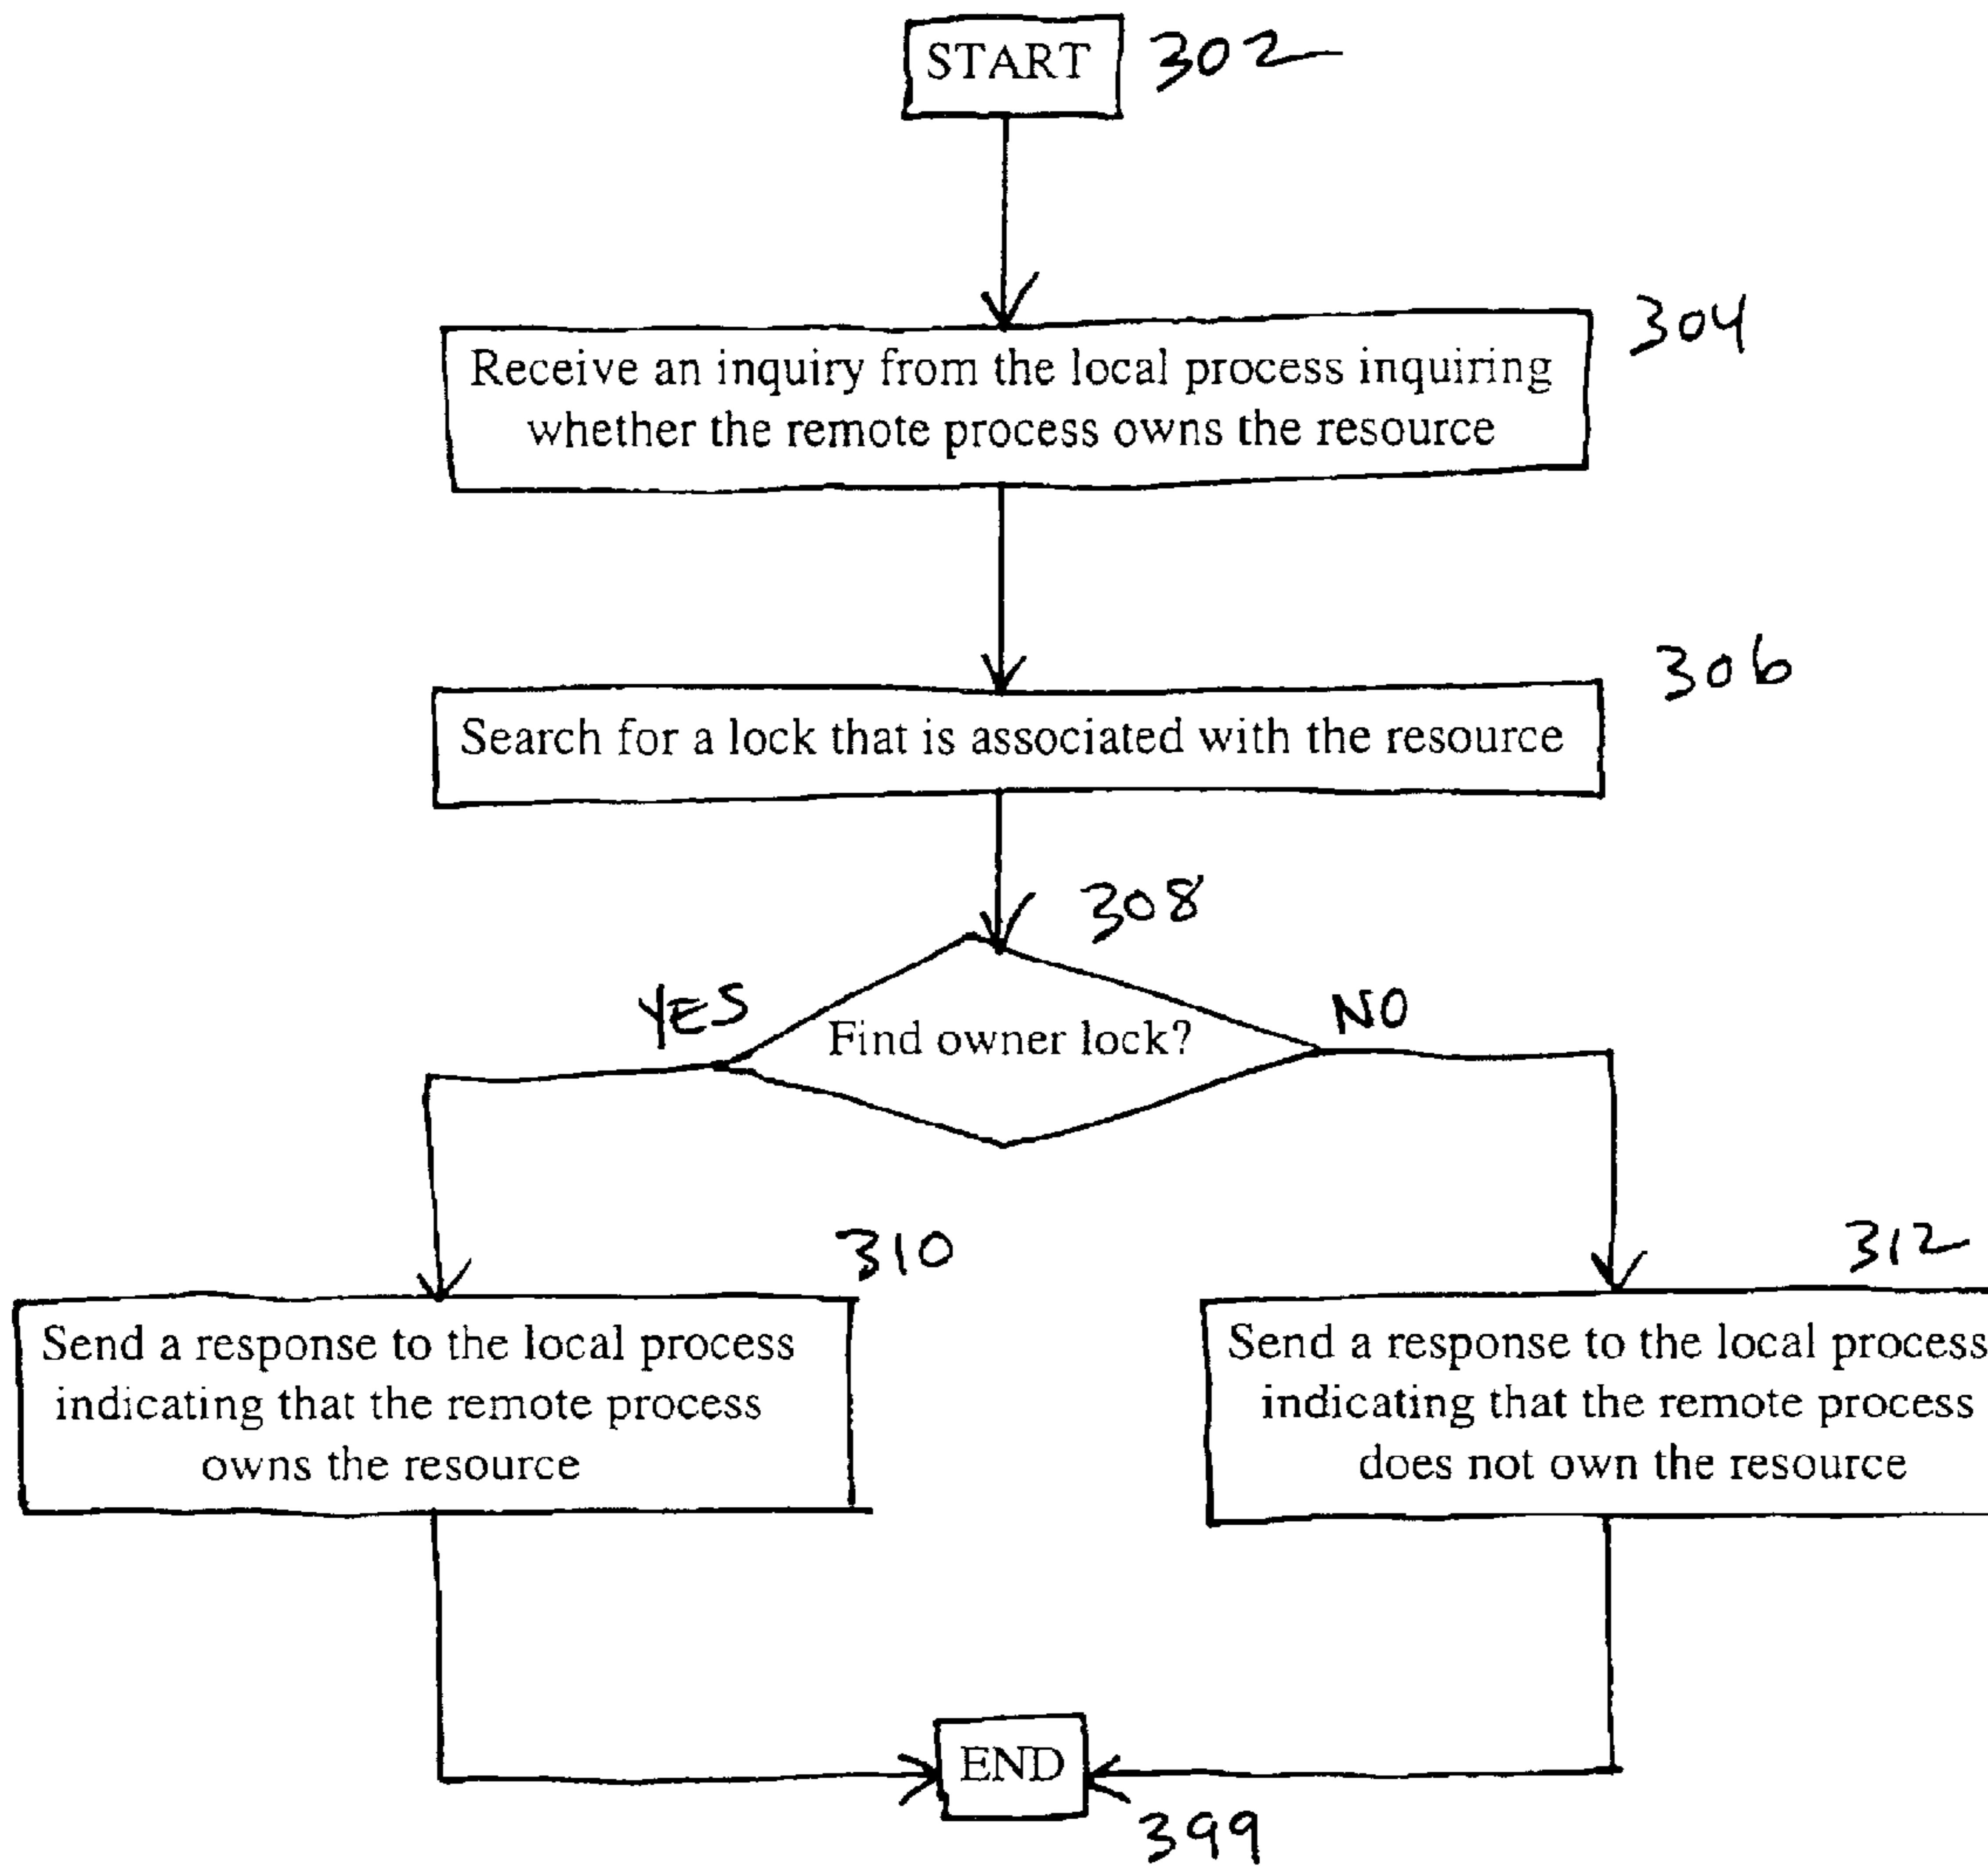 START 302
304
Receive an inquiry from the local process inquiring
whether the remote process owns the resource
306
Search for a lock that is associated with the resource
308
YES
NO
Find owner lock?
310
312
Send a response to the local process
indicating that the remote process
owns the resource
Send a response to the local process
indicating that the remote process
does not own the resource
END
399